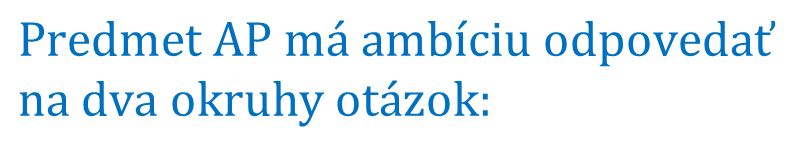 Predmet AP má ambíciu odpovedať
na dva okruhy otázok: